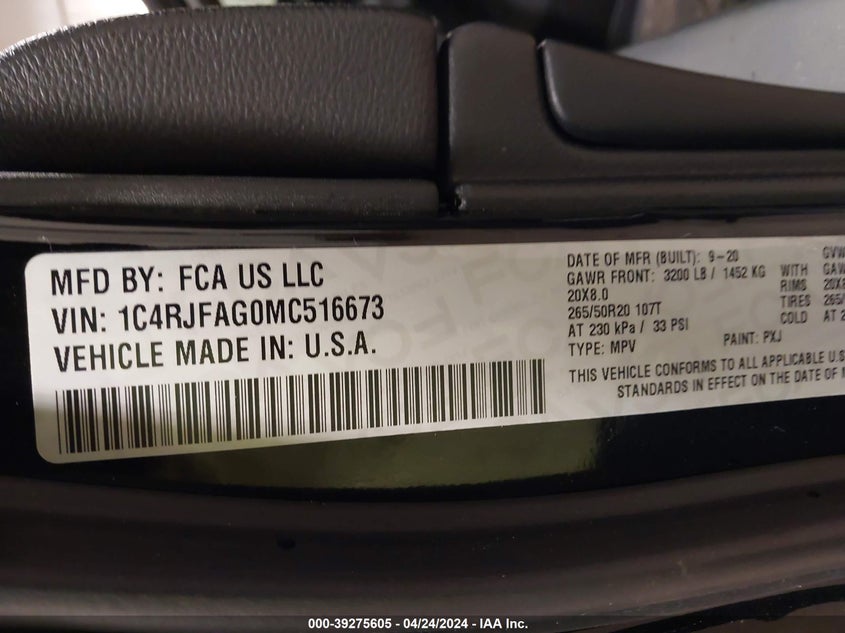 MFD BY: FCA US LLC
VIN: 1C4RJFAG0MC516673
VEHICLE MADE IN: U.S.A.
DATE OF MFR (BUILT): 9-20
GAWR FRONT: 3200 LB / 1452 KG WITH
20X8.0 RIMS
265/50R20 107T TIRES
AT 230 kPa / 33 PSI COLD
TYPE: MPV PAINT: PXJ
THIS VEHICLE CONFORMS TO ALL APPLICABLE U.S
STANDARDS IN EFFECT ON THE DATE OF
000-39275605 - 04/24/2024 - IAA Inc.